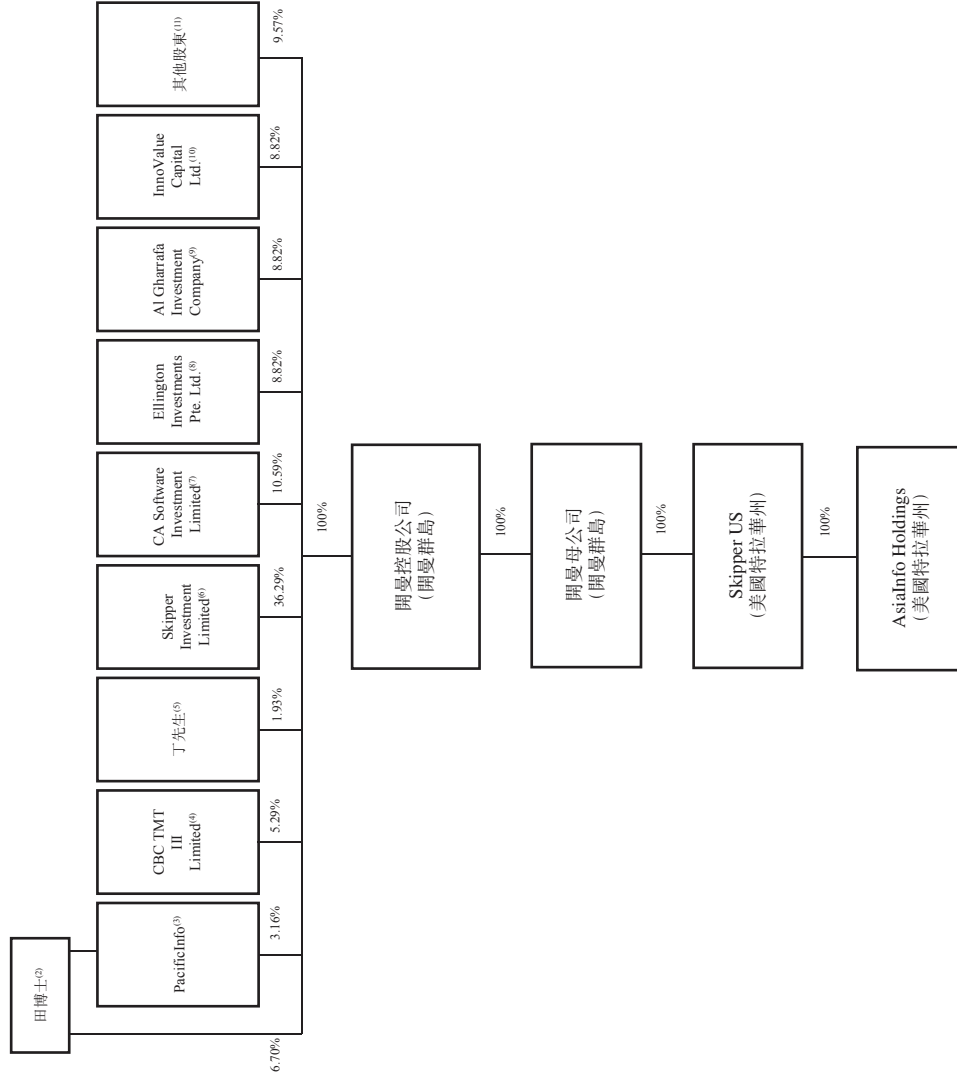 田博士(2)
PacificInfo(3)
CBC TMT
III
Limited(4)
丁先生(5)
Skipper
Investment
Limited(6)
CA Software
Investment
Limited(7)
Ellington
Investments
Pte. Ltd.(8)
Al Gharrafa
Investment
Company(9)
InnoValue
Capital
Ltd.(10)
其他股東(11)
6.70%
3.16%
5.29%
1.93%
36.29%
10.59%
8.82%
8.82%
8.82%
9.57%
100%
開曼控股公司
(開曼群島)
100%
開曼母公司
(開曼群島)
100%
Skipper US
(美國特拉華州)
100%
AsiaInfo Holdings
(美國特拉華州)